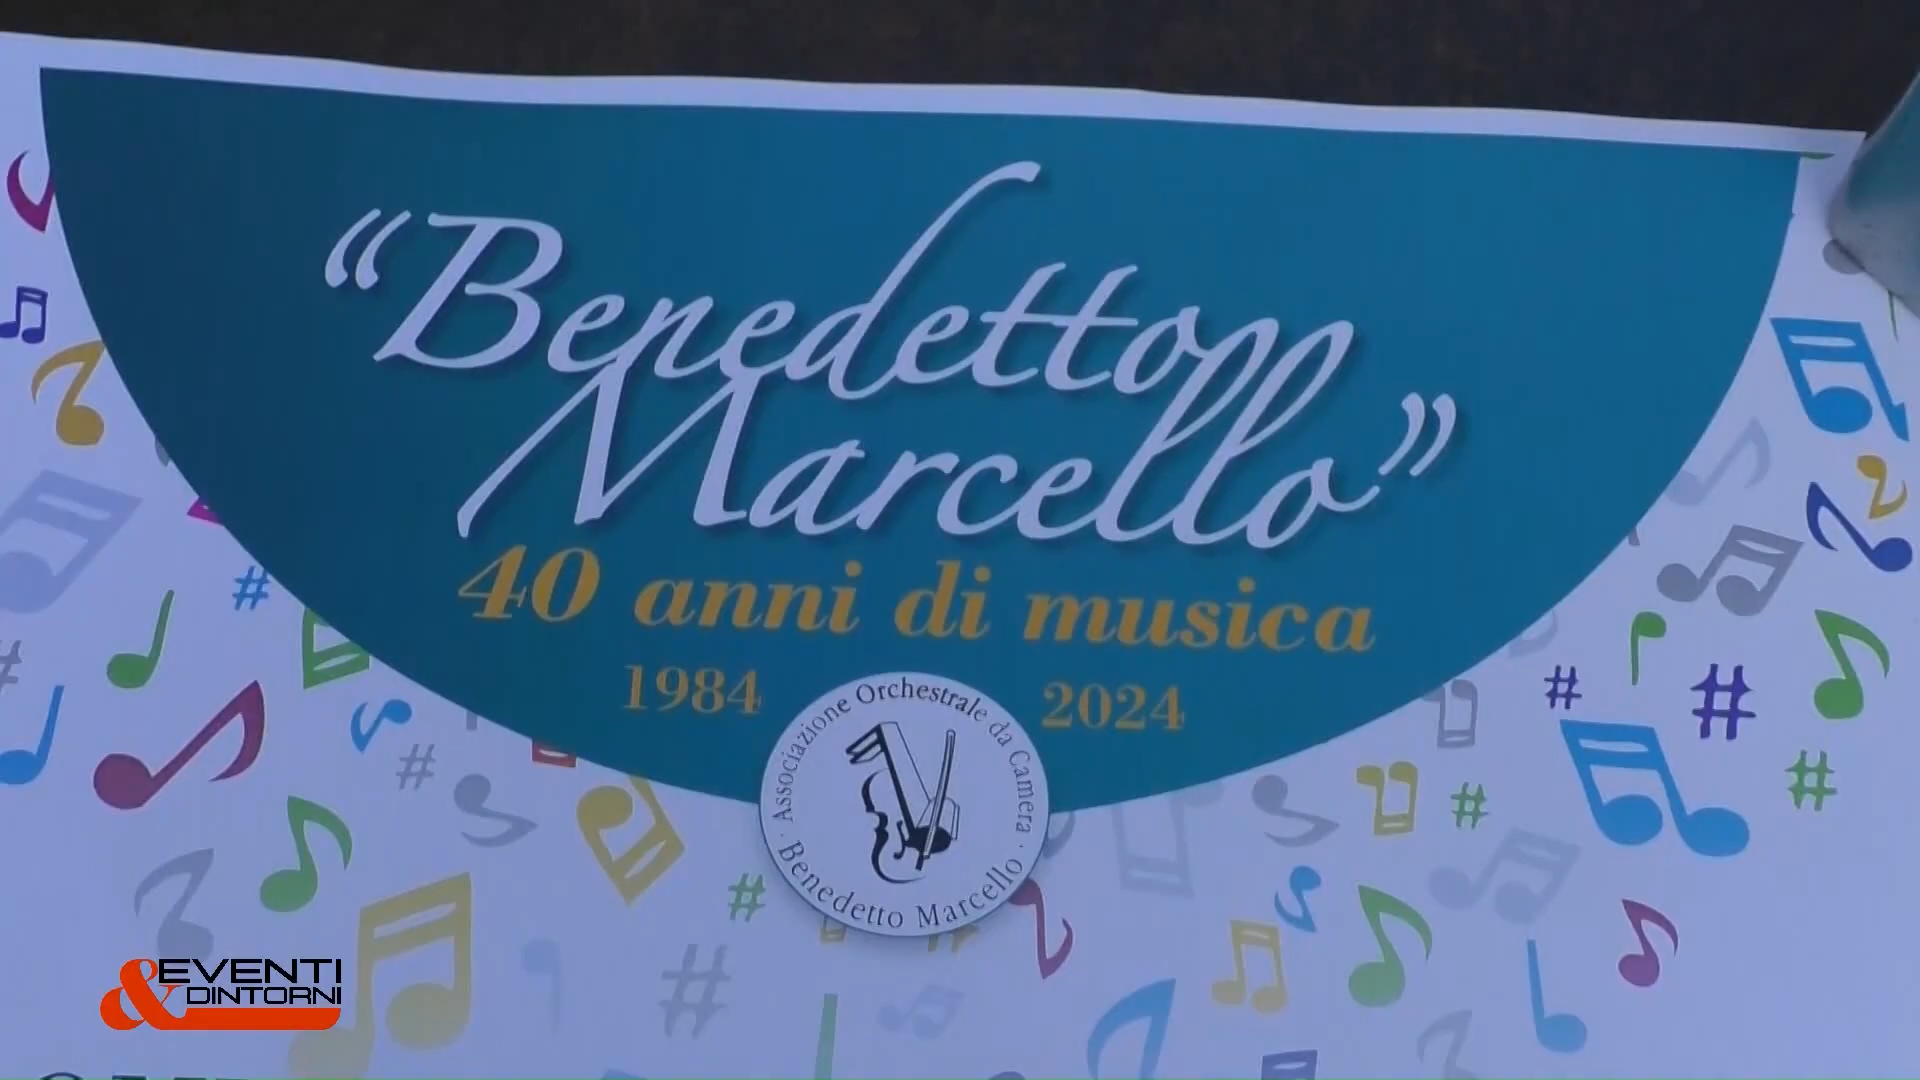 “Benedetto
Marcello”
40 anni di musica
1984 2024
Associazione Orchestrale da Camera
· Benedetto Marcello ·
&EVENTI
DINTORNI